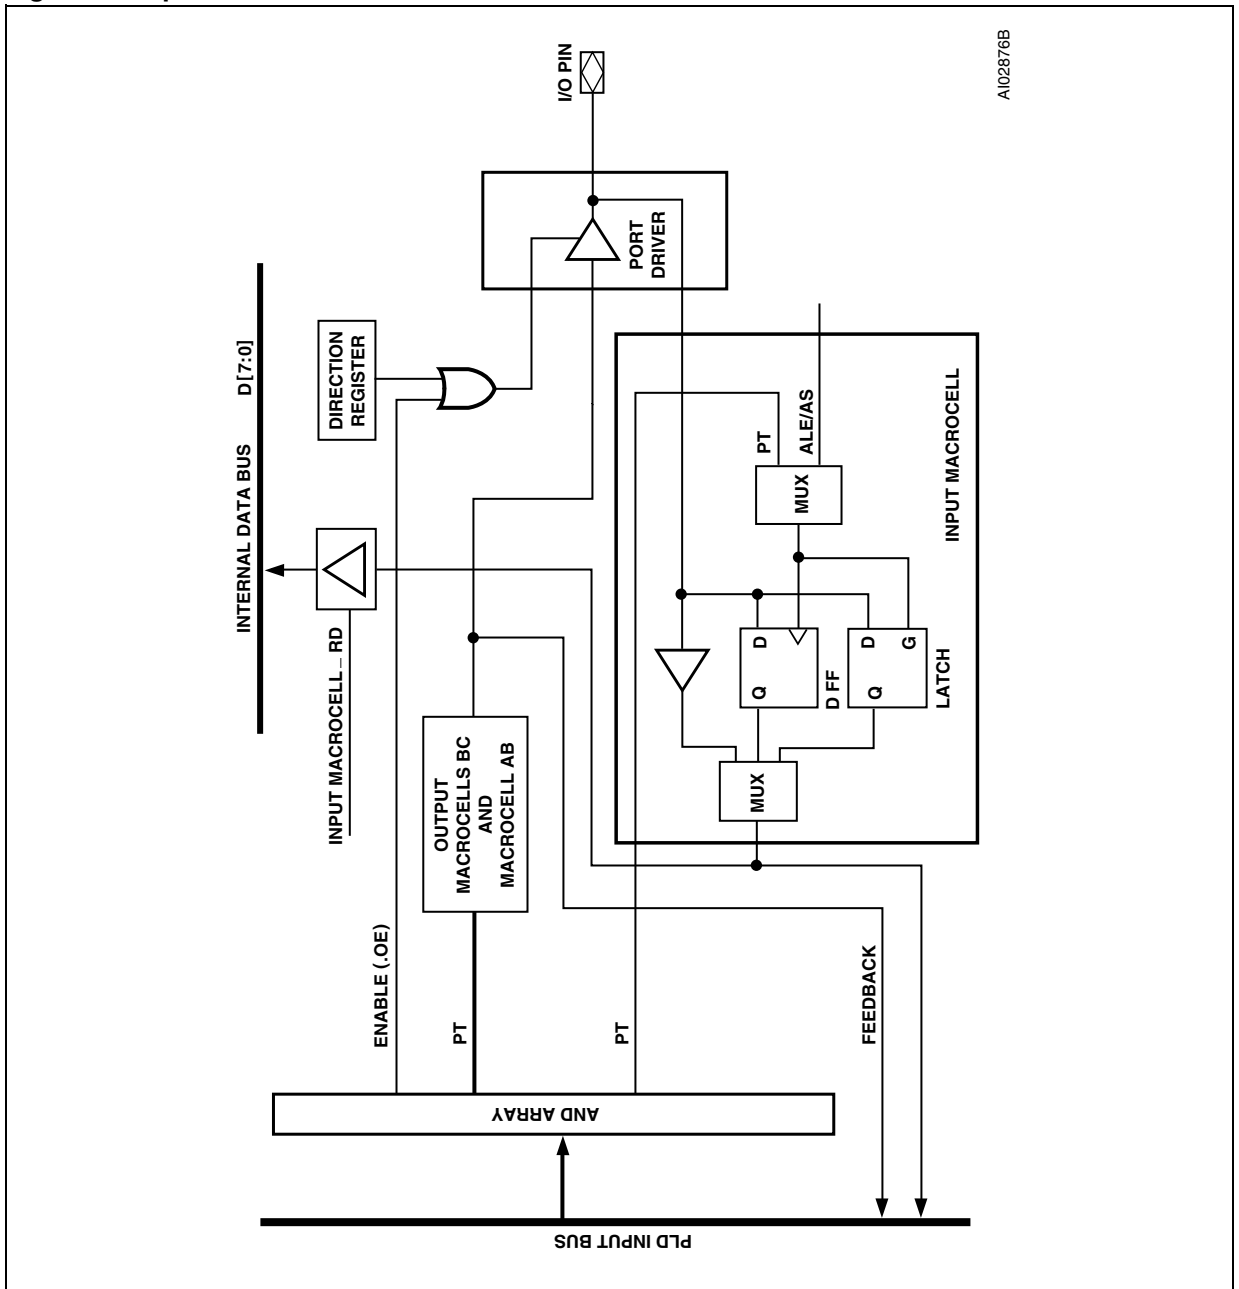 INTERNAL DATA BUS
D[7:0]
DIRECTION
REGISTER
INPUT MACROCELL_RD
ENABLE (.OE)
OUTPUT
MACROCELLS BC
AND
MACROCELL AB
PT
I/O PIN
PORT
DRIVER
PT
PT
ALE/AS
MUX
D
Q
D FF
D
G
Q
LATCH
MUX
INPUT MACROCELL
FEEDBACK
AND ARRAY
PLD INPUT BUS
AI02876B